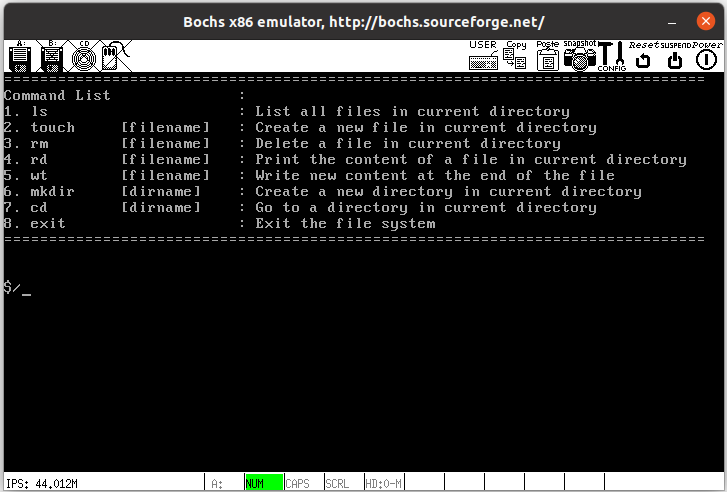 Bochs x86 emulator, http://bochs.sourceforge.net/
A: B: CD USER Copy Paste snapshot CONFIG Reset SUSPEND Power
================================================================================
Command List :
1. ls : List all files in current directory
2. touch [filename] : Create a new file in current directory
3. rm [filename] : Delete a file in current directory
4. rd [filename] : Print the content of a file in current directory
5. wt [filename] : Write new content at the end of the file
6. mkdir [dirname] : Create a new directory in current directory
7. cd [dirname] : Go to a directory in current directory
8. exit : Exit the file system
================================================================================
$/_
IPS: 44.012M A: NUM CAPS SCRL HD:0-M